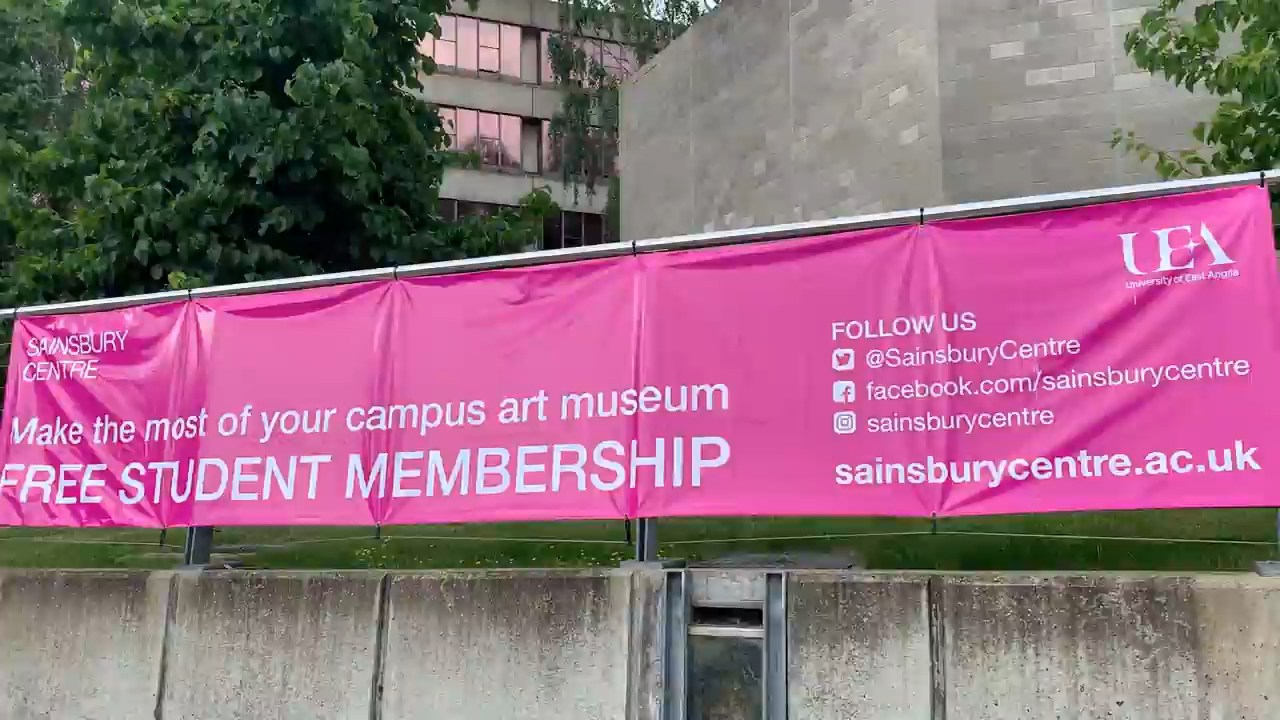 SAINSBURY
CENTRE
Make the most of your campus art museum
FREE STUDENT MEMBERSHIP
UEA
University of East Anglia
FOLLOW US
@SainsburyCentre
facebook.com/sainsburycentre
sainsburycentre
sainsburycentre.ac.uk